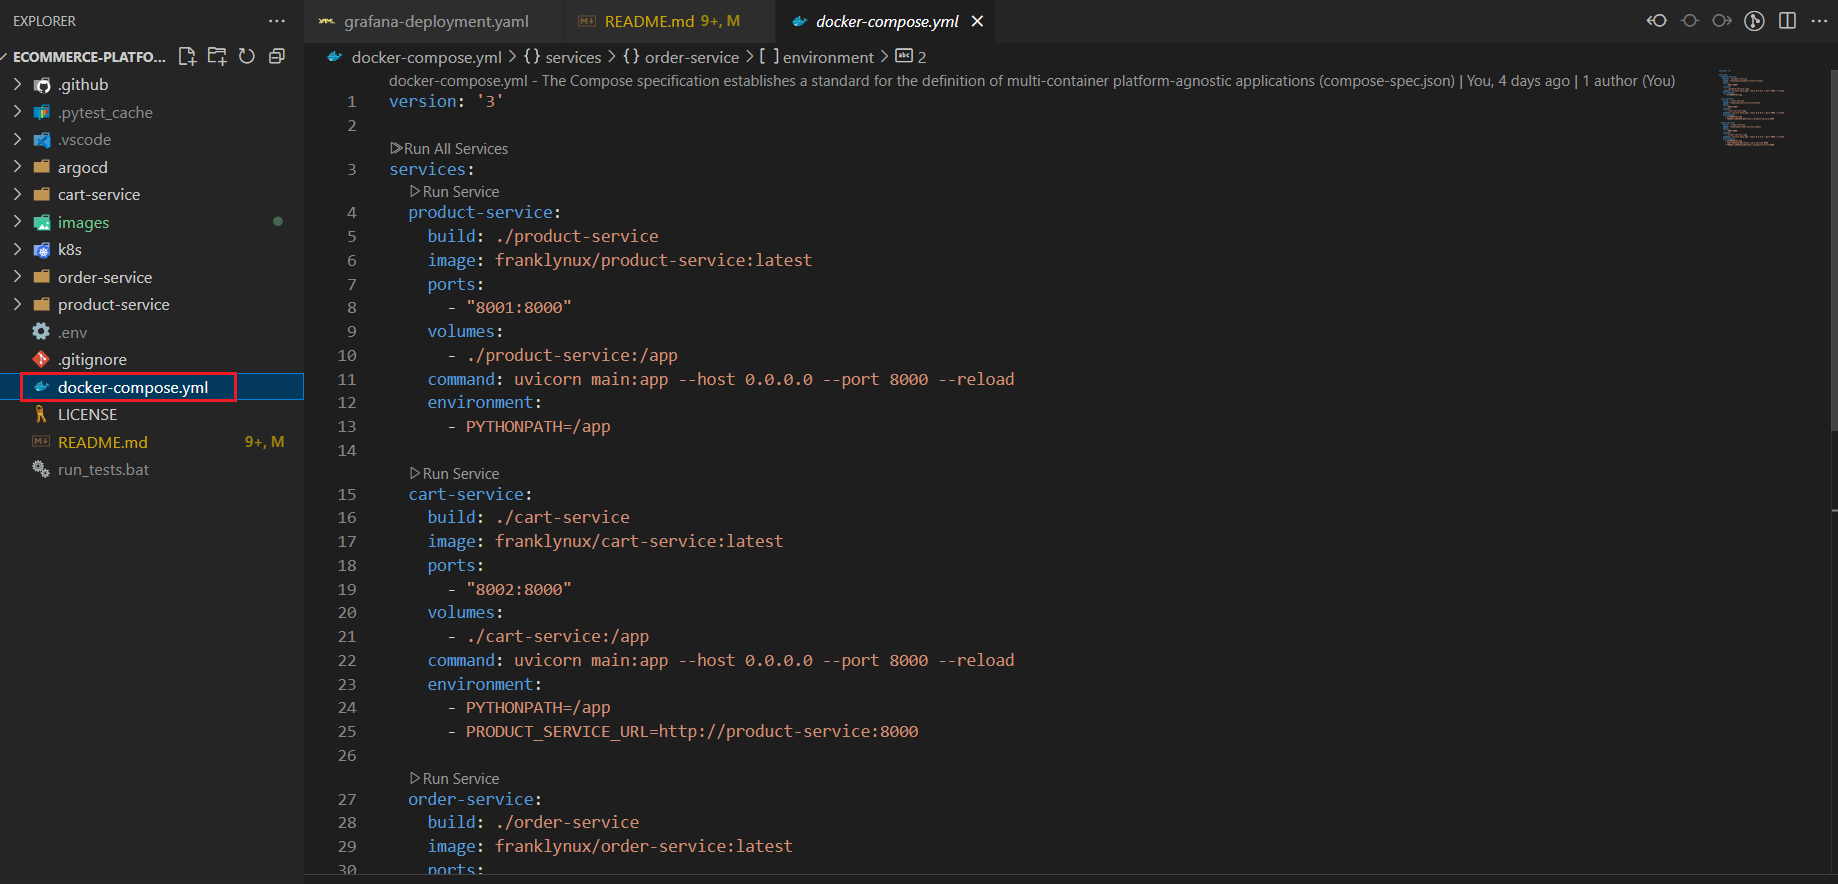 EXPLORER
ECOMMERCE-PLATFO...
.github
.pytest_cache
.vscode
argocd
cart-service
images
k8s
order-service
product-service
.env
.gitignore
docker-compose.yml
LICENSE
README.md 9+, M
run_tests.bat
grafana-deployment.yaml README.md 9+, M docker-compose.yml
docker-compose.yml > {} services > {} order-service > [ ] environment > abc 2
docker-compose.yml - The Compose specification establishes a standard for the definition of multi-container platform-agnostic applications (compose-spec.json) | You, 4 days ago | 1 author (You)
1 version: '3'
2
Run All Services
3 services:
Run Service
4 product-service:
5 build: ./product-service
6 image: franklynux/product-service:latest
7 ports:
8 - "8001:8000"
9 volumes:
10 - ./product-service:/app
11 command: uvicorn main:app --host 0.0.0.0 --port 8000 --reload
12 environment:
13 - PYTHONPATH=/app
14
Run Service
15 cart-service:
16 build: ./cart-service
17 image: franklynux/cart-service:latest
18 ports:
19 - "8002:8000"
20 volumes:
21 - ./cart-service:/app
22 command: uvicorn main:app --host 0.0.0.0 --port 8000 --reload
23 environment:
24 - PYTHONPATH=/app
25 - PRODUCT_SERVICE_URL=http://product-service:8000
26
Run Service
27 order-service:
28 build: ./order-service
29 image: franklynux/order-service:latest
30 ports: